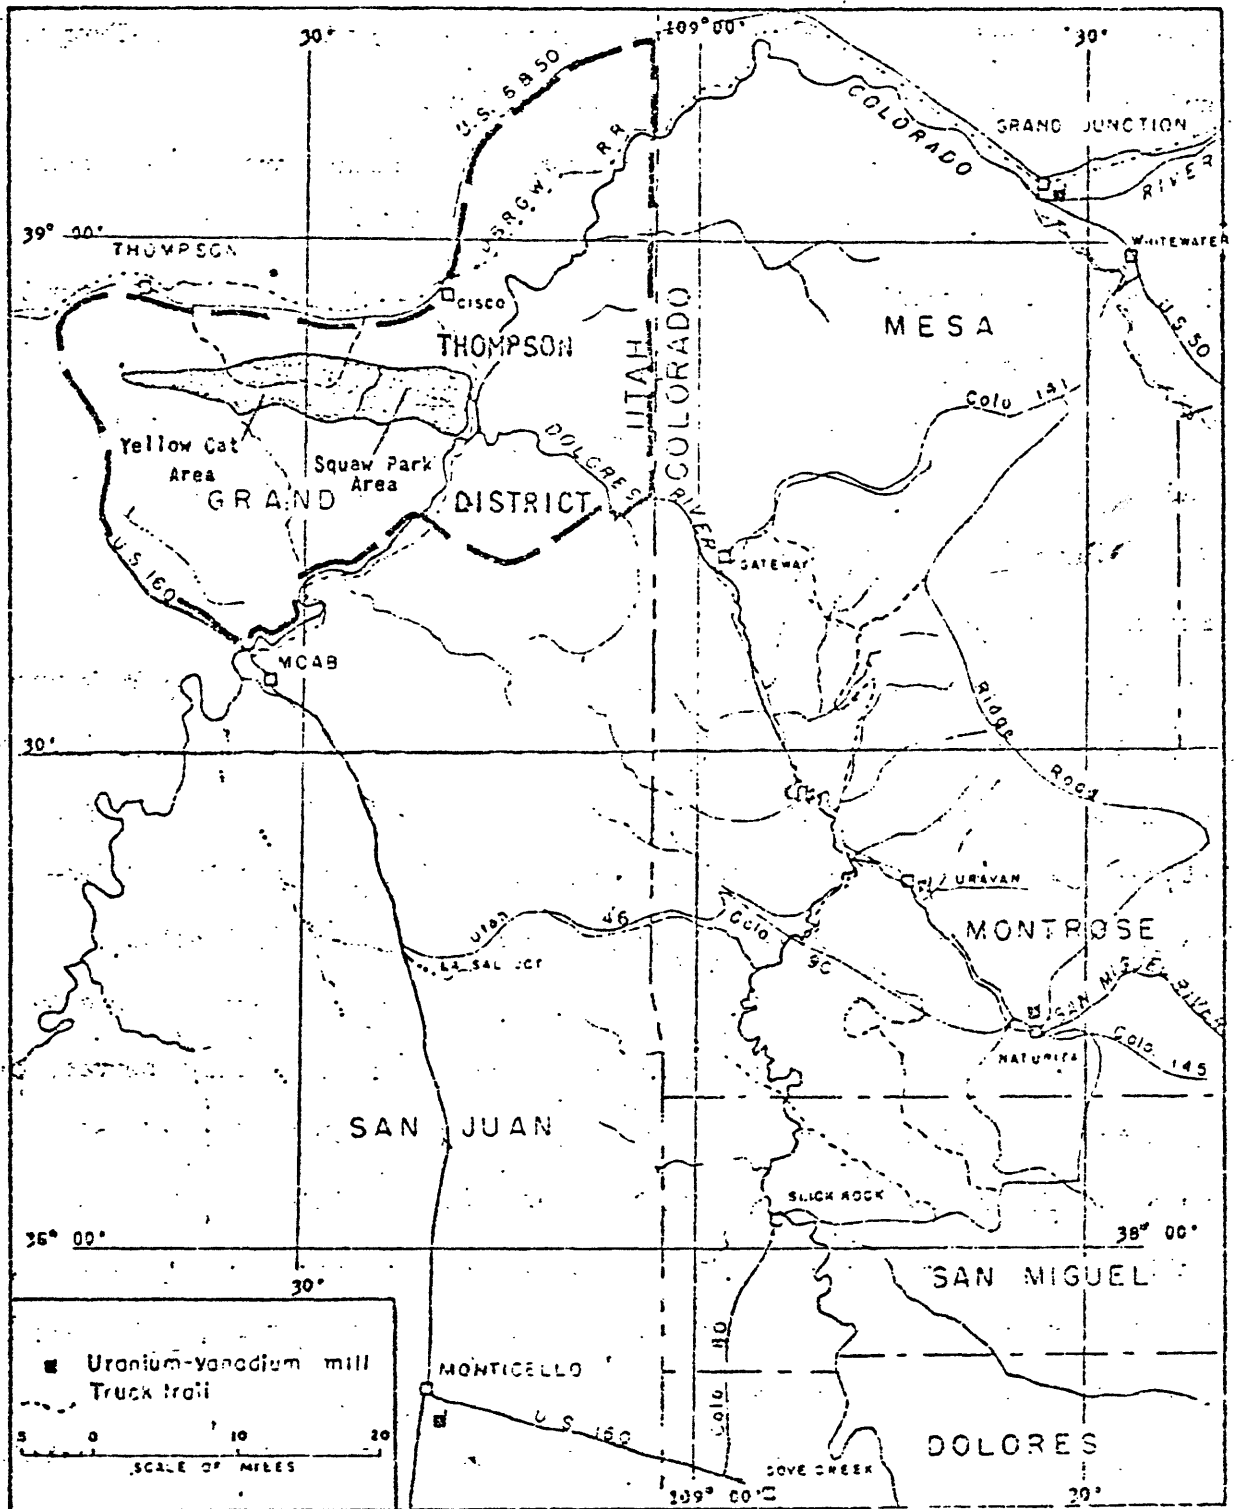 30'
109° 00'
30'
U.S. 6 & 50
COLORADO
GRAND JUNCTION
RIVER
D & R G W R R
39° 00'
THOMPSON
WHITEWATER
CISCO
U.S. 50
MESA
THOMPSON
UTAH
COLORADO
Colo 141
Yellow Cat
Area
Squaw Park
Area
DOLORES
RIVER
GRAND
DISTRICT
U S 160
GATEWAY
MOAB
Ridge
Road
30'
URAVAN
Utah
46
Colo
90
MONTROSE
LA SAL JCT
SAN MIGUEL RIVER
NATURITA
Colo 145
SAN JUAN
SLICK ROCK
38° 00'
38° 00'
30'
SAN MIGUEL
Uranium-vanadium mill
Truck trail
MONTICELLO
U S 160
Colo 80
DOLORES
5 0 10 20
SCALE OF MILES
DOVE CREEK
109° 00'
30'